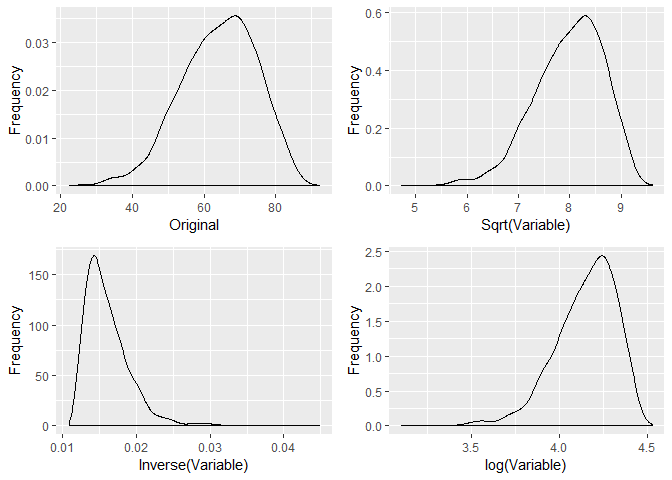 Frequency
0.03
0.02
0.01
0.00
20 40 60 80
Original
Frequency
0.6
0.4
0.2
0.0
5 6 7 8 9
Sqrt(Variable)
Frequency
150
100
50
0
0.01 0.02 0.03 0.04
Inverse(Variable)
Frequency
2.5
2.0
1.5
1.0
0.5
0.0
3.5 4.0 4.5
log(Variable)